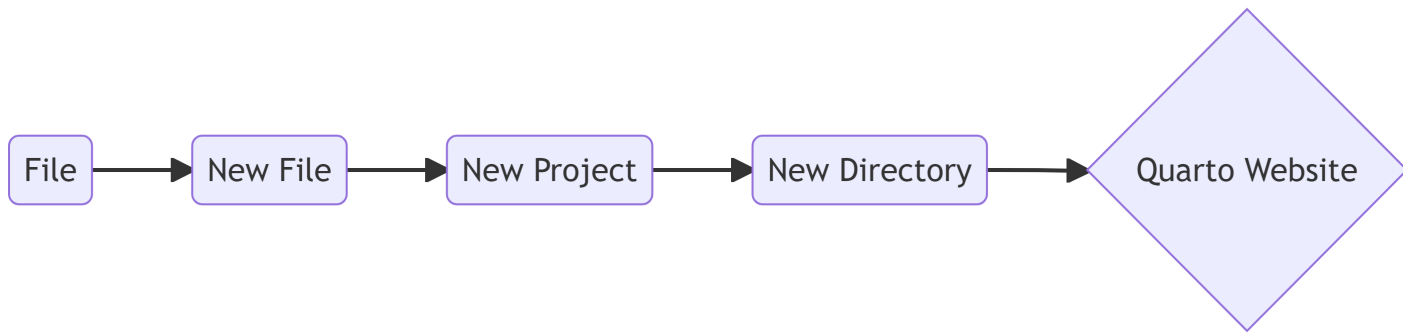 File
New File
New Project
New Directory
Quarto Website